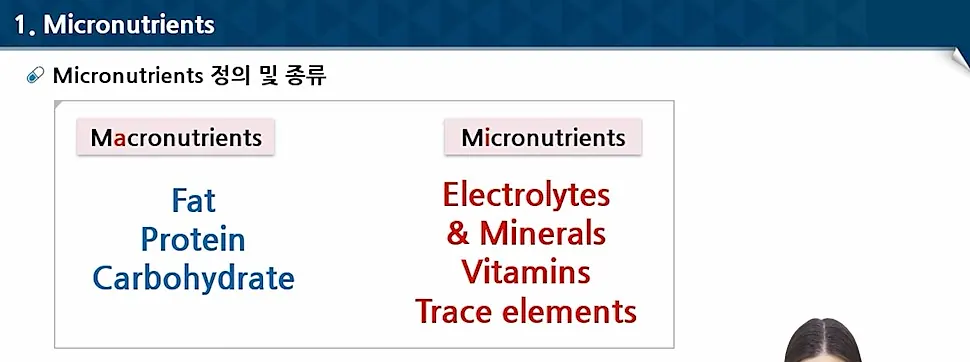 1. Micronutrients
Micronutrients 정의 및 종류
Macronutrients
Fat
Protein
Carbohydrate
Micronutrients
Electrolytes
& Minerals
Vitamins
Trace elements